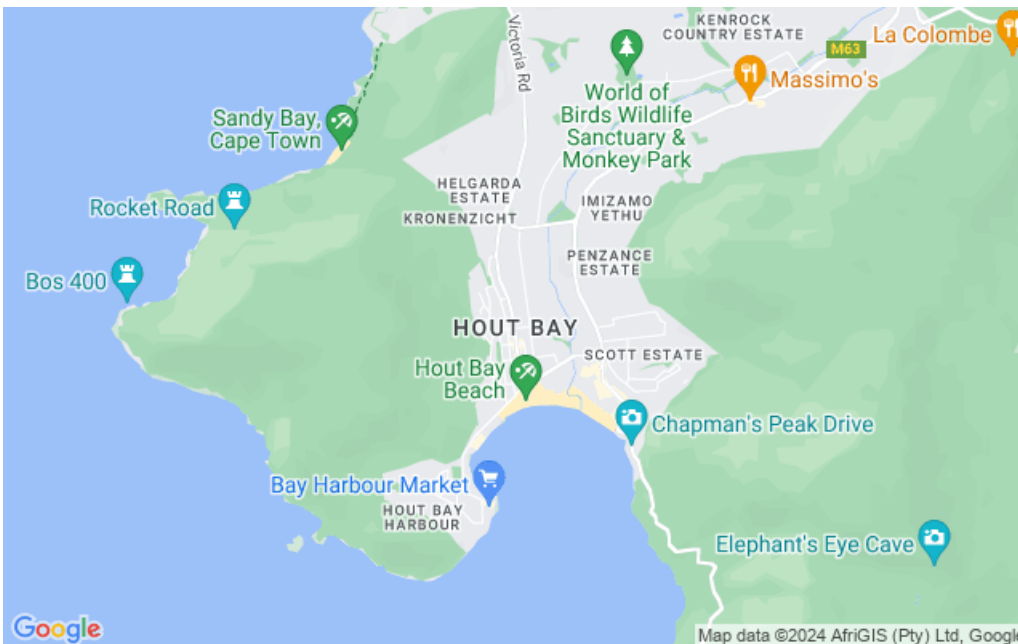 KENROCK
COUNTRY ESTATE
La Colombe
Victoria Rd
M63
Massimo's
World of
Birds Wildlife
Sanctuary &
Monkey Park
Sandy Bay,
Cape Town
HELGARDA
ESTATE
IMIZAMO
YETHU
Rocket Road
KRONENZICHT
PENZANCE
ESTATE
Bos 400
HOUT BAY
SCOTT ESTATE
Hout Bay
Beach
Chapman's Peak Drive
Bay Harbour Market
HOUT BAY
HARBOUR
Elephant's Eye Cave
Google
Map data ©2024 AfriGIS (Pty) Ltd, Google